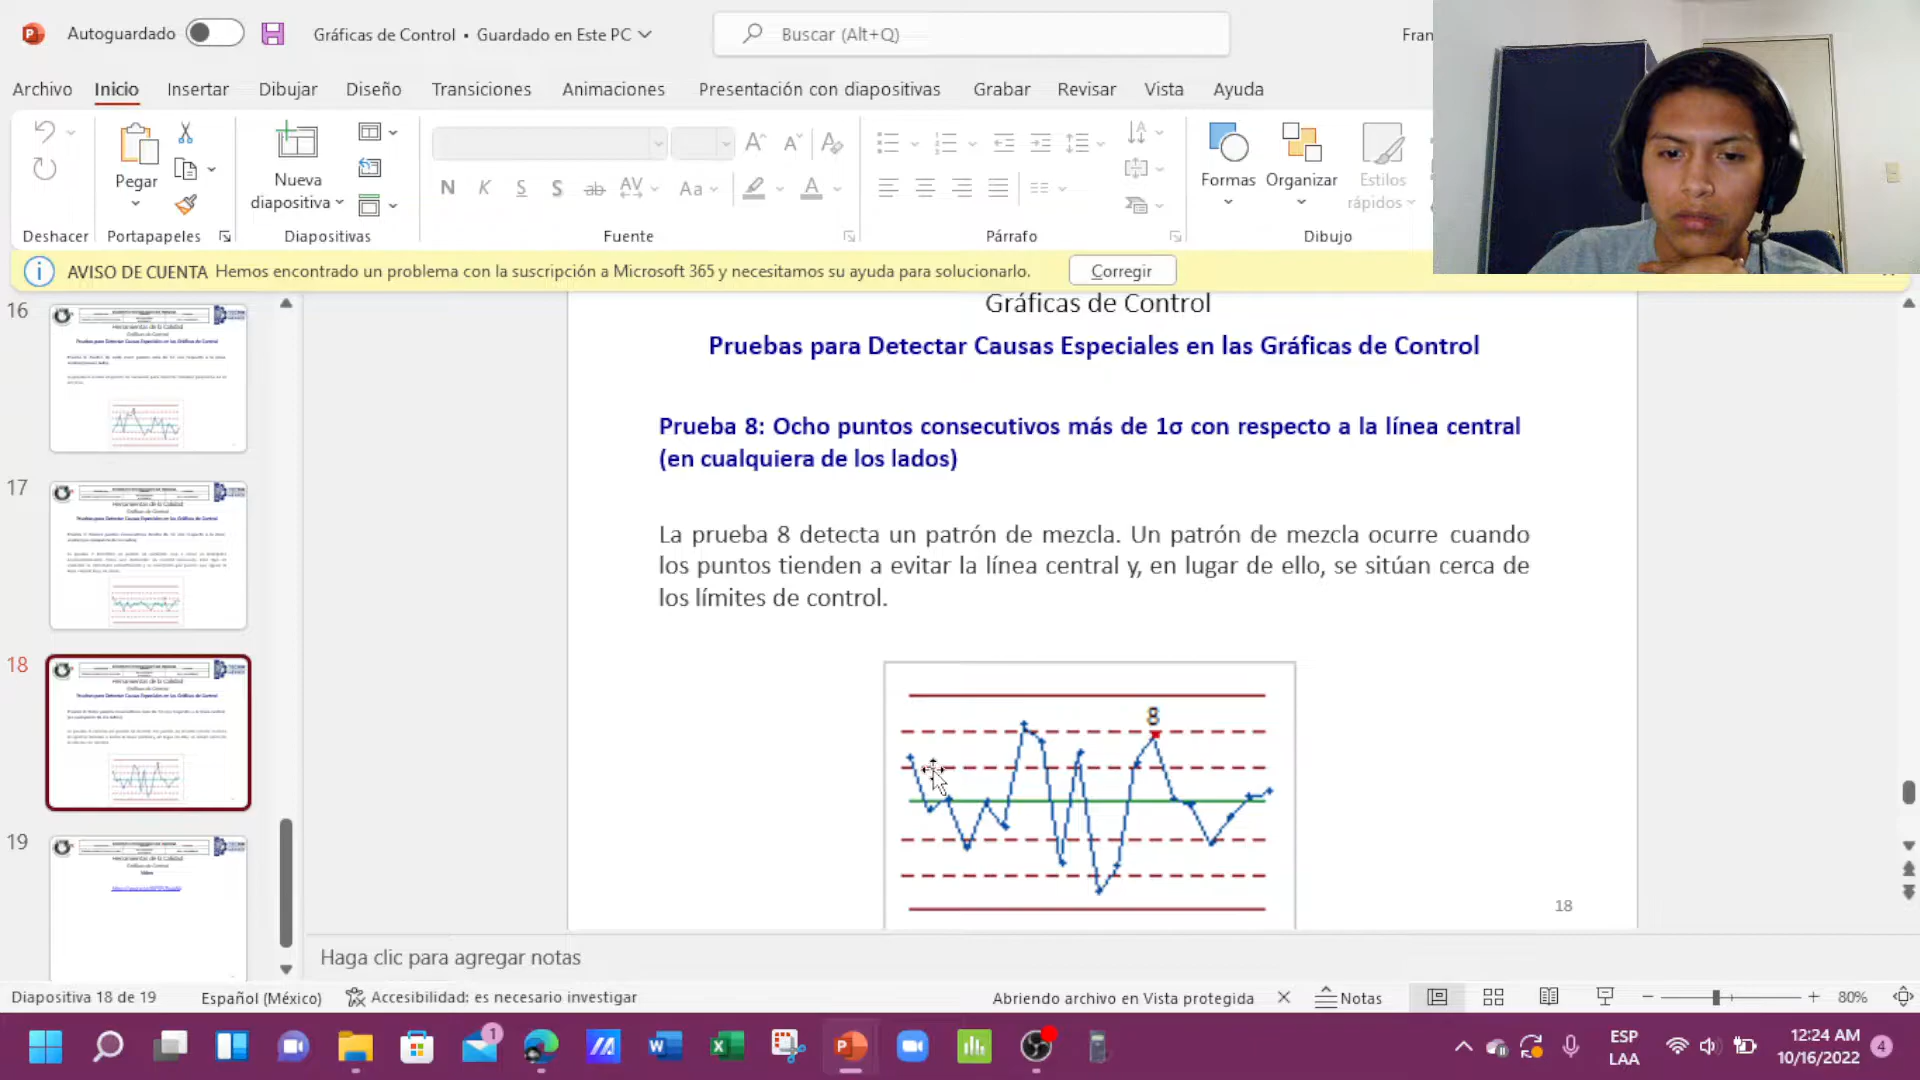 Autoguardado
Gráficas de Control • Guardado en Este PC
Buscar (Alt+Q)
Fran
Archivo Inicio Insertar Dibujar Diseño Transiciones Animaciones Presentación con diapositivas Grabar Revisar Vista Ayuda
Pegar
Nueva
diapositiva
N K S S ab AV Aa A
Formas Organizar Estilos
rápidos
Deshacer Portapapeles Diapositivas Fuente Párrafo Dibujo
AVISO DE CUENTA Hemos encontrado un problema con la suscripción a Microsoft 365 y necesitamos su ayuda para solucionarlo. Corregir
16
17
18
19
Gráficas de Control
Pruebas para Detectar Causas Especiales en las Gráficas de Control
Prueba 8: Ocho puntos consecutivos más de 1σ con respecto a la línea central
(en cualquiera de los lados)
La prueba 8 detecta un patrón de mezcla. Un patrón de mezcla ocurre cuando
los puntos tienden a evitar la línea central y, en lugar de ello, se sitúan cerca de
los límites de control.
8
18
Haga clic para agregar notas
Diapositiva 18 de 19 Español (México) Accesibilidad: es necesario investigar Abriendo archivo en Vista protegida Notas 80%
1
ESP
LAA
12:24 AM
10/16/2022
4